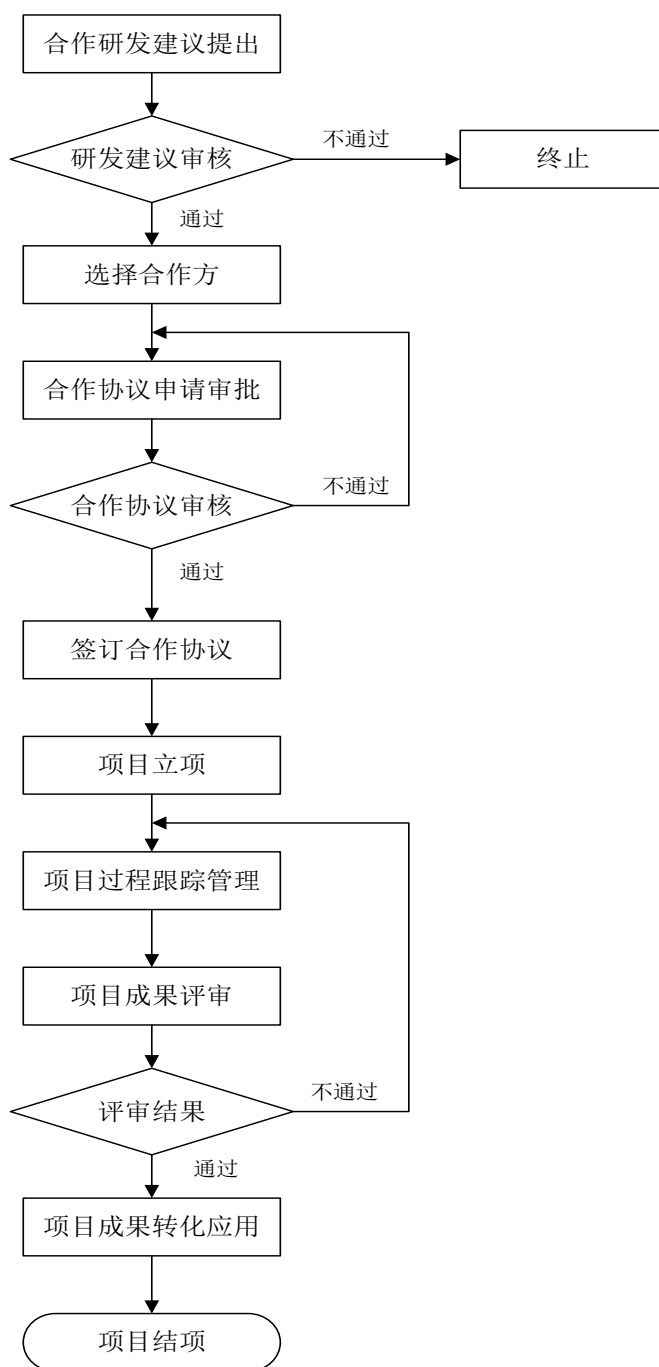 合作研发建议提出
研发建议审核
不通过
终止
通过
选择合作方
合作协议申请审批
合作协议审核
不通过
通过
签订合作协议
项目立项
项目过程跟踪管理
项目成果评审
评审结果
不通过
通过
项目成果转化应用
项目结项